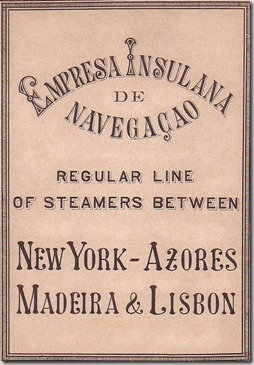 EMPRESA INSULANA
DE
NAVEGAÇAO
REGULAR LINE
OF STEAMERS BETWEEN
NEW YORK - AZORES
MADEIRA & LISBON